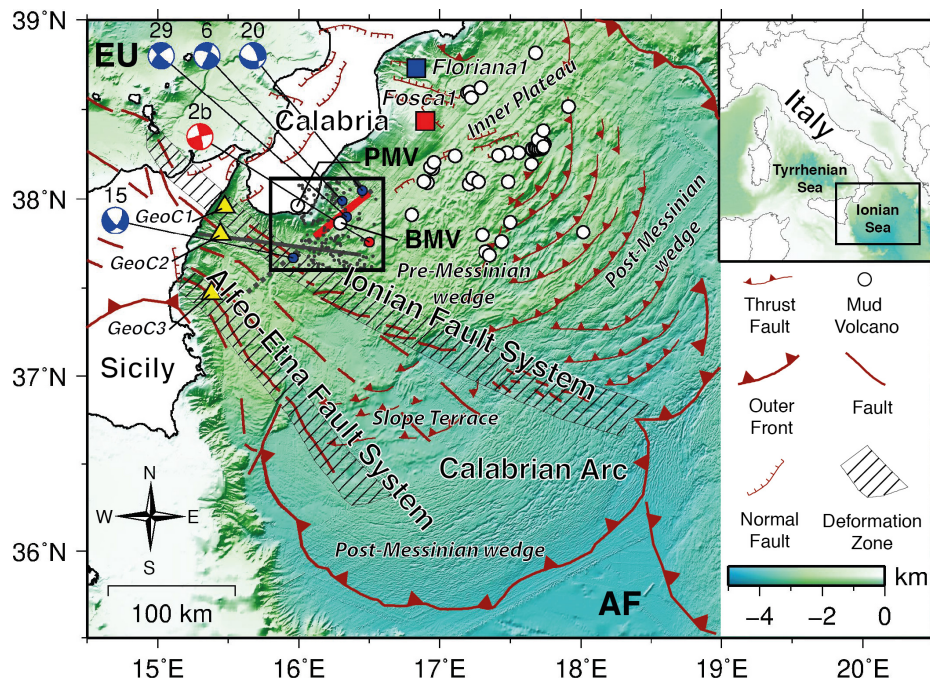 39°N
38°N
37°N
36°N
15°E
16°E
17°E
18°E
19°E
20°E
EU
29
6
20
2b
15
Calabria
Floriana1
Fosca1
Inner Plateau
PMV
BMV
GeoC1
GeoC2
GeoC3
Sicily
Pre-Messinian
wedge
Post-Messinian
wedge
Ionian Fault System
Alfeo-Etna Fault System
Slope Terrace
Calabrian Arc
Post-Messinian wedge
AF
N
W
E
S
100 km
Italy
Tyrrhenian
Sea
Ionian
Sea
Thrust
Fault
Mud
Volcano
Outer
Front
Fault
Normal
Fault
Deformation
Zone
km
−4
−2
0